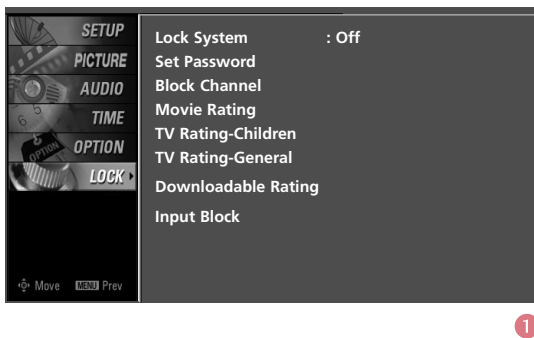 SETUP
PICTURE
AUDIO
TIME
OPTION
LOCK
Move MENU Prev
Lock System : Off
Set Password
Block Channel
Movie Rating
TV Rating-Children
TV Rating-General
Downloadable Rating
Input Block
1